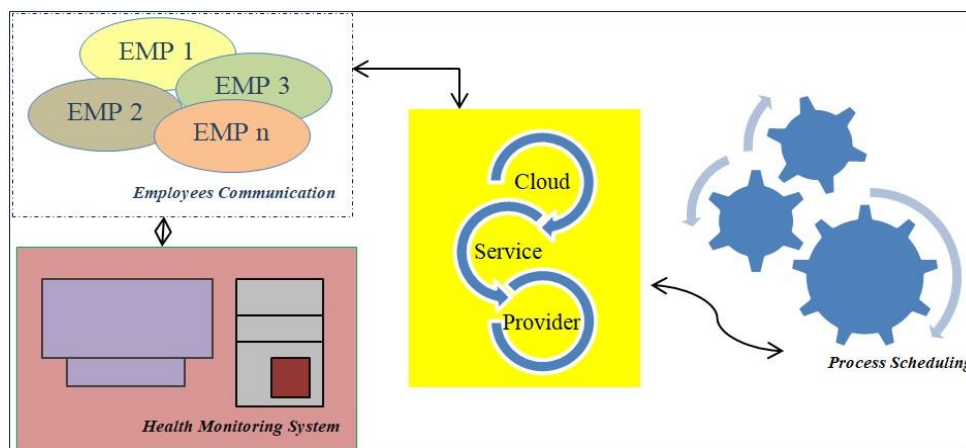 EMP 1
EMP 3
EMP 2
EMP n
Employees Communication
Cloud
Service
Provider
Health Monitoring System
Process Scheduling